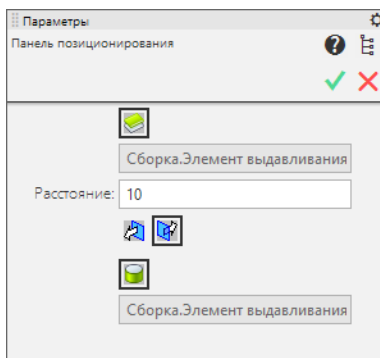 Параметры
Панель позиционирования
Сборка.Элемент выдавливания
Расстояние: 10
Сборка.Элемент выдавливания